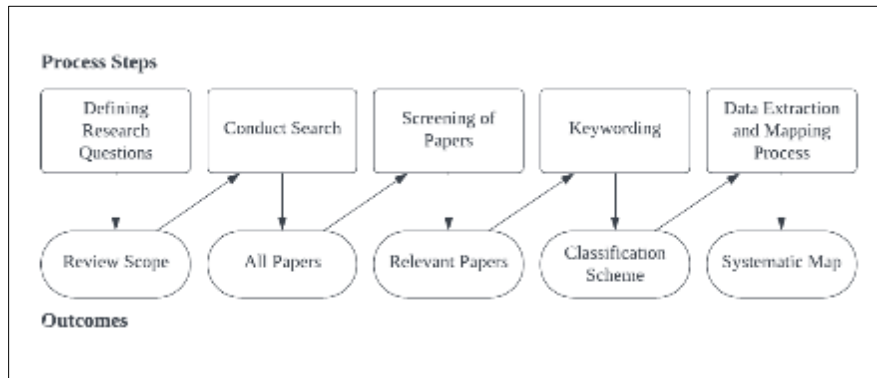 Process Steps
Defining
Research
Questions
Conduct Search
Screening of
Papers
Keywording
Data Extraction
and Mapping
Process
Review Scope
All Papers
Relevant Papers
Classification
Scheme
Systematic Map
Outcomes